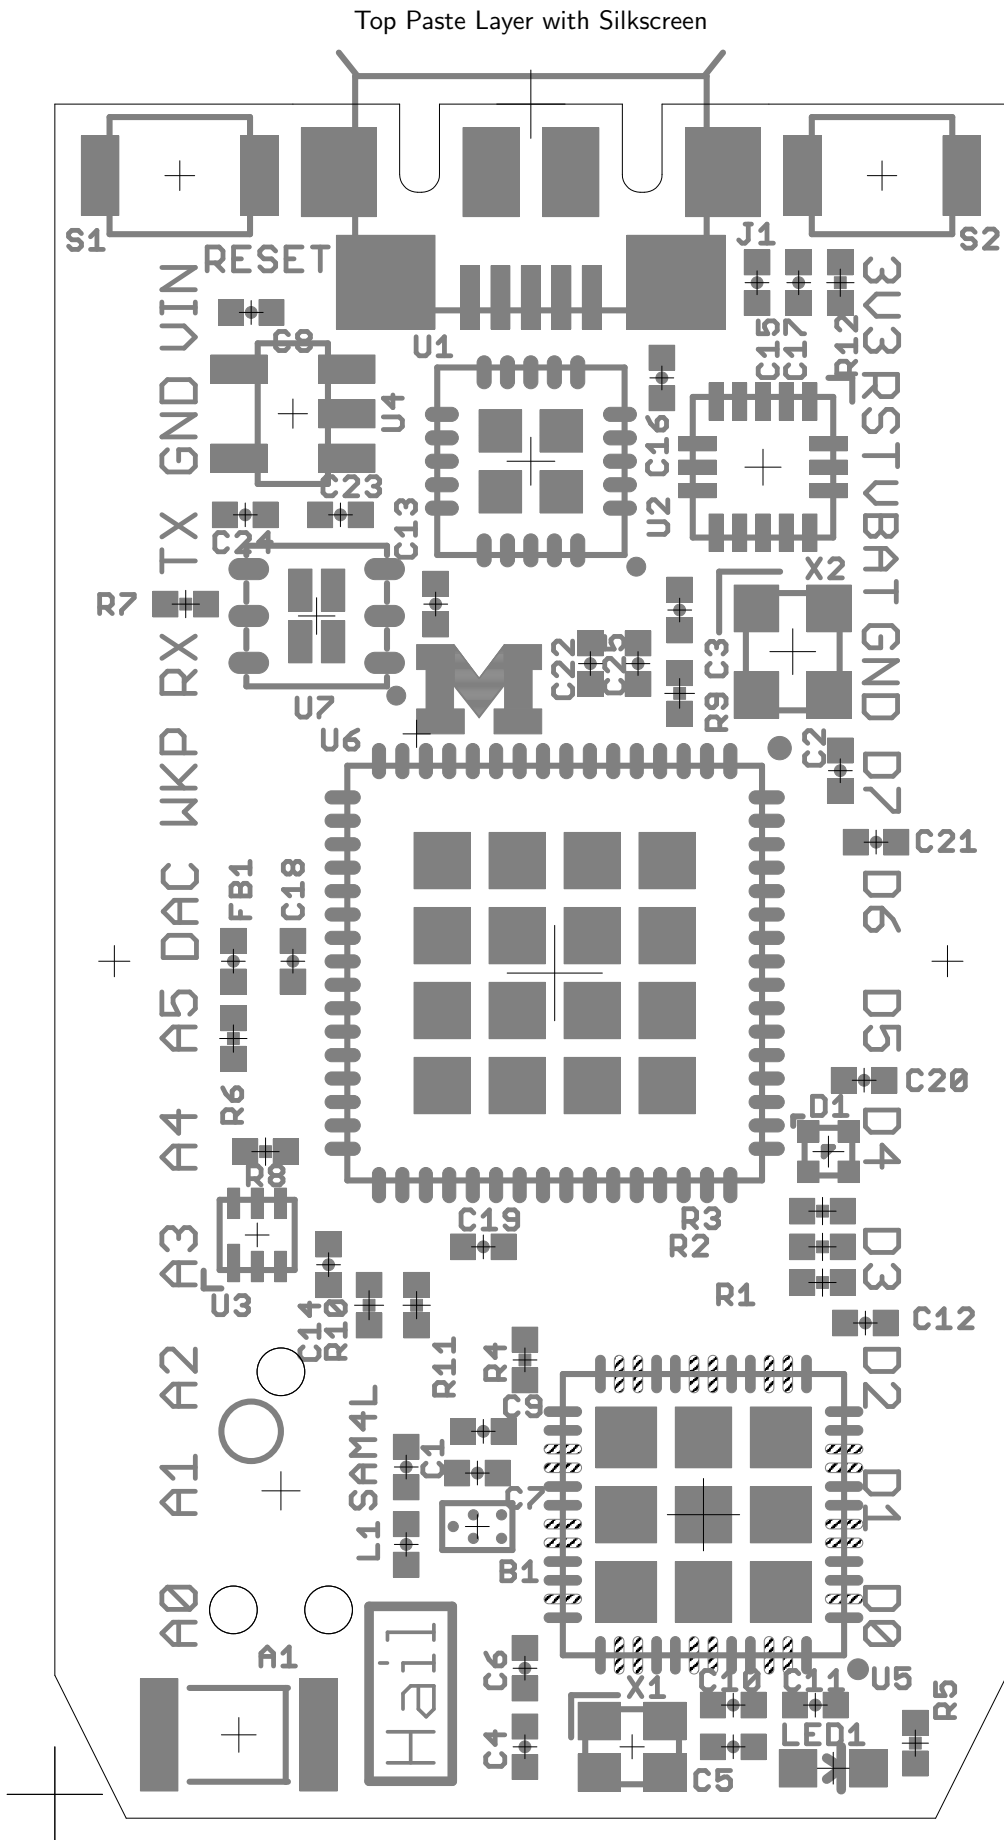 Top Paste Layer with Silkscreen
S1
RESET
J1
S2
VIN
C8
U1
C15
C17
R12
3V3
GND
U4
C16
RST
C23
C13
U2
VBAT
TX
C24
X2
R7
RX
C22
C25
C3
GND
U7
M
R9
U6
C2
WKP
D7
C21
FB1
C18
DAC
D6
A5
D5
C20
R6
D1
A4
D4
R8
R3
C19
R2
A3
D3
U3
R1
C14
R10
C12
A2
R11
R4
D2
C9
SAM4L
C1
A1
C7
D1
L1
B1
A0
D0
A1
Hail
C6
C10
C11
U5
X1
R5
C4
LED1
C5